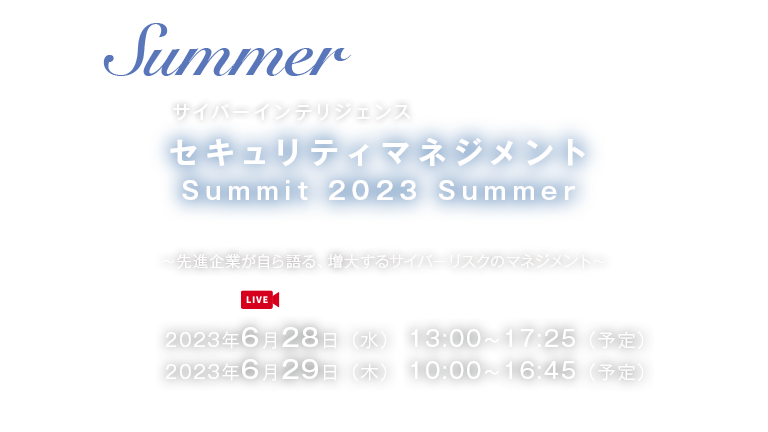 Summer
サイバーインテリジェンス
セキュリティマネジメント
Summit 2023 Summer
～先進企業が自ら語る、増大するサイバーリスクのマネジメント～
LIVE
2023年6月28日（水） 13:00～17:25（予定）
2023年6月29日（木） 10:00～16:45（予定）